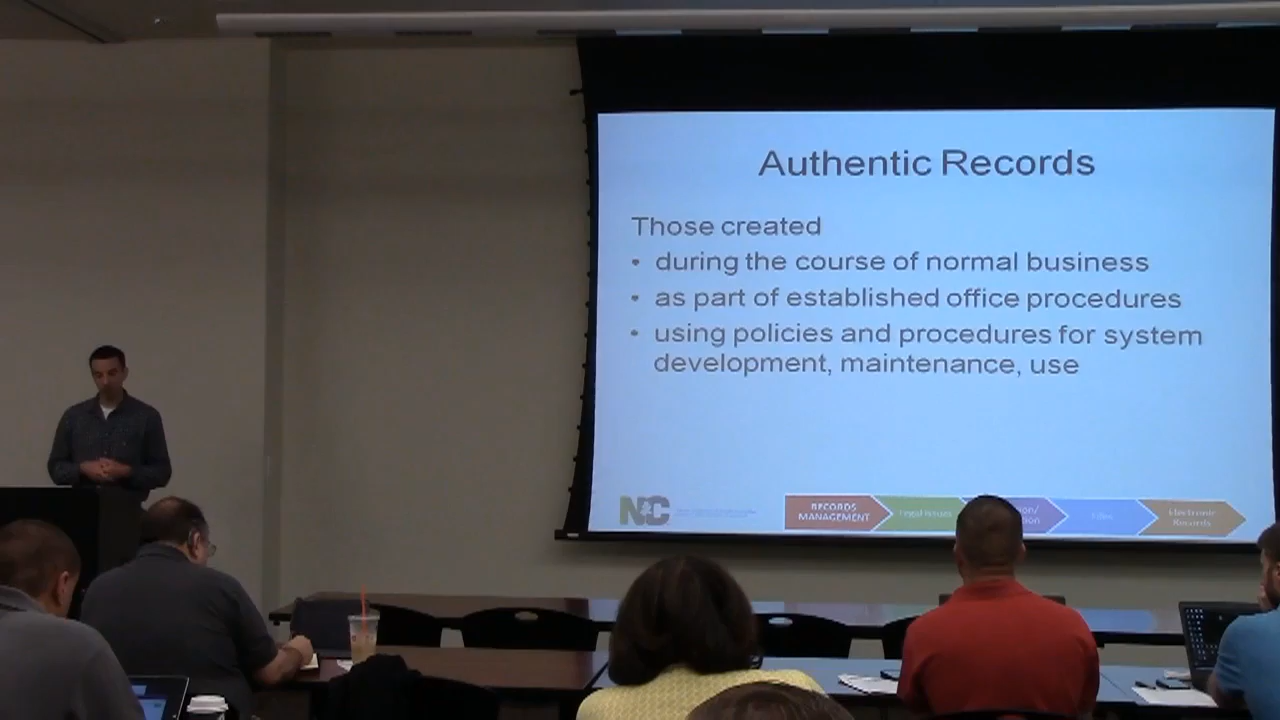 Authentic Records
Those created
• during the course of normal business
• as part of established office procedures
• using policies and procedures for system
development, maintenance, use
N&C
RECORDS
MANAGEMENT
Legal Issues
Files
Electronic
Records